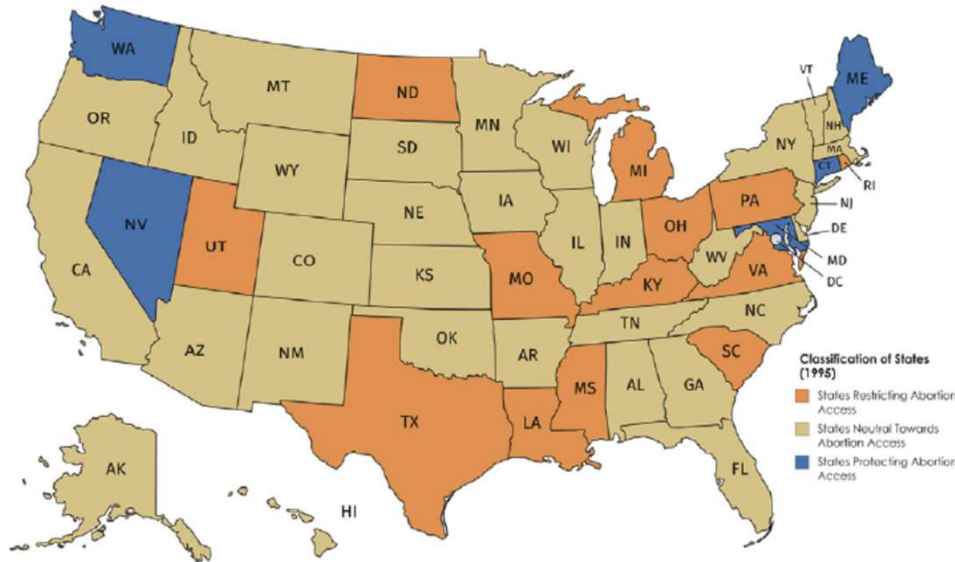 WA
ME
VT
MT
ND
OR
MN
NH
ID
SD
WI
NY
MA
WY
MI
CT
RI
IA
PA
NJ
NE
NV
OH
DE
UT
IL
IN
MD
CA
CO
WV
DC
KS
MO
VA
KY
NC
TN
AZ
OK
NM
AR
SC
Classification of States
(1995)
MS
AL
GA
States Restricting Abortion
Access
TX
LA
States Neutral Towards
Abortion Access
AK
FL
States Protecting Abortion
Access
HI